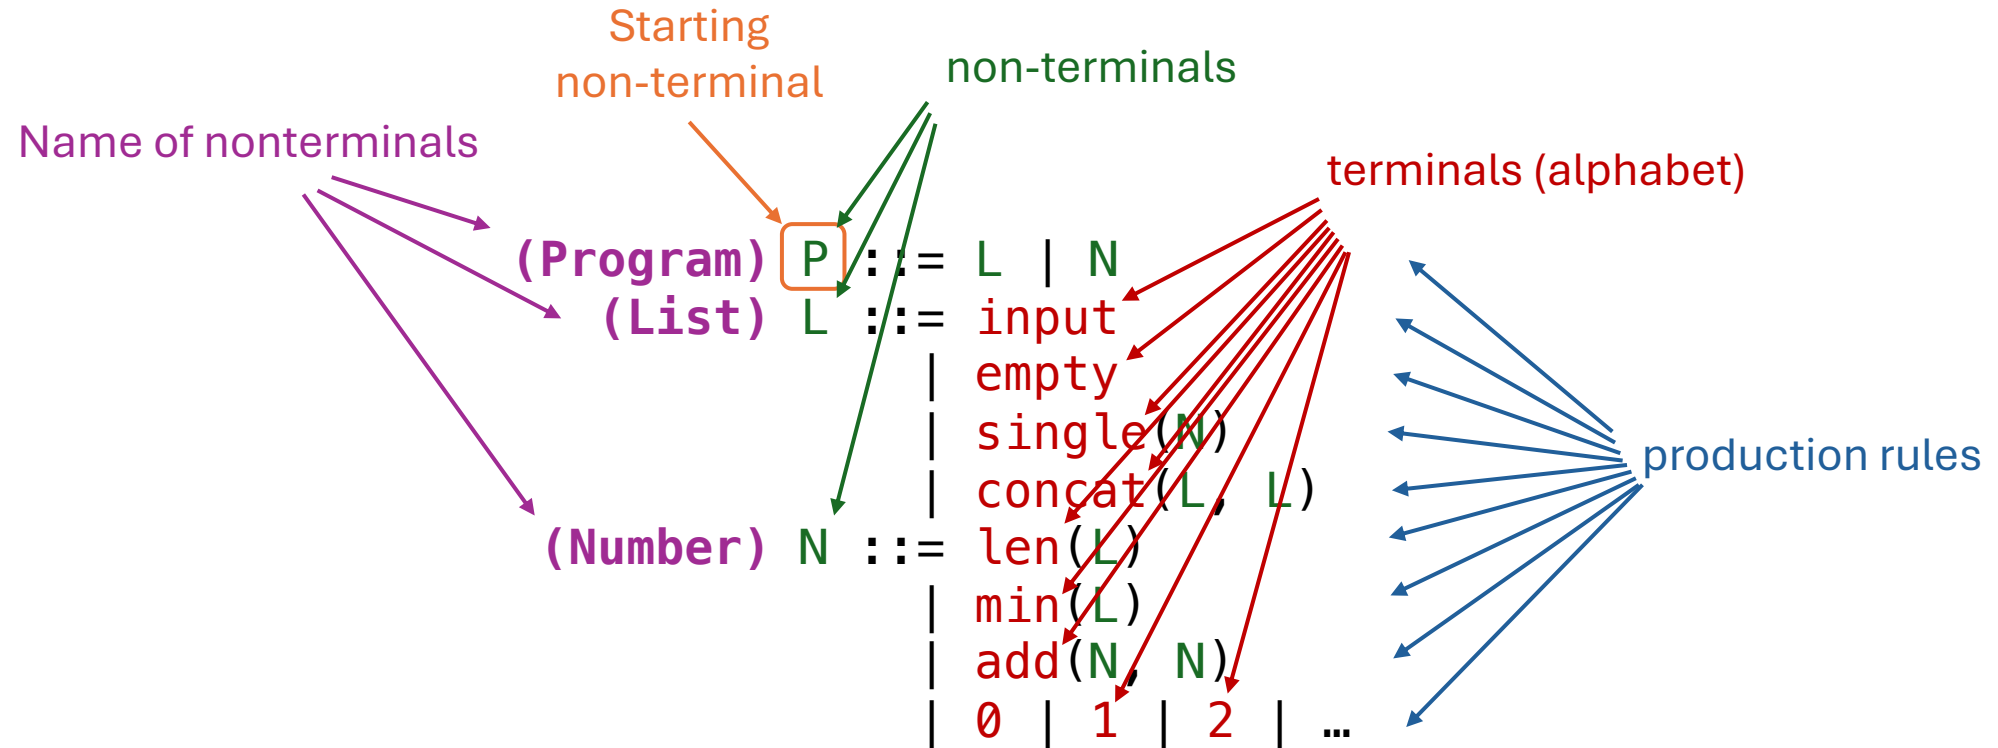 Starting
non-terminal
non-terminals
Name of nonterminals
terminals (alphabet)
(Program) P ::= L | N
(List) L ::= input
| empty
| single(N)
| concat(L, L)
production rules
(Number) N ::= len(L)
| min(L)
| add(N, N)
| 0 | 1 | 2 | …